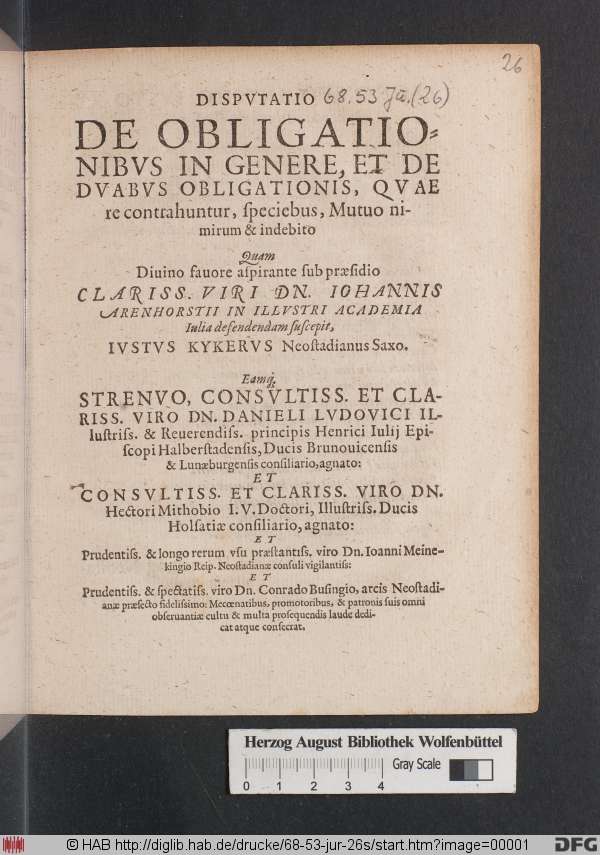 26
DISPVTATIO 68.53 Ju.(26)
DE OBLIGATIO-
NIBVS IN GENERE, ET DE
DVABVS OBLIGATIONIS, QVAE
re contrahuntur, ſpeciebus, Mutuo ni-
mirum & indebito
Quam
Diuino fauore aſpirante ſub præſidio
CLARISS. VIRI DN. IOHANNIS
ARENHORSTII IN ILLVSTRI ACADEMIA
Iulia defendendam ſuſcepit,
IVSTVS KYKERVS Neoſtadianus Saxo.
Eamq́;
STRENVO, CONSVLTISS. ET CLA-
RISS. VIRO DN. DANIELI LVDOVICI IL-
luſtriſs. & Reuerendiſs. principis Henrici Iulij Epi-
ſcopi Halberſtadenſis, Ducis Brunouicenſis
& Lunæburgenſis conſiliario, agnato:
ET
CONSVLTISS. ET CLARISS. VIRO DN.
Hectori Mithobio I. V. Doctori, Illuſtriſs. Ducis
Holſatiæ conſiliario, agnato:
ET
Prudentiſs. & longo rerum vſu præſtantiſs. viro Dn. Ioanni Meine-
kingio Reip. Neoſtadianæ conſuli vigilantiſs:
ET
Prudentiſs. & ſpectatiſs. viro Dn. Conrado Buſingio, arcis Neoſtadi-
anæ præfecto fideliſſimo: Mecœnatibus, promotoribus, & patronis ſuis omni
obſeruantiæ cultu & multa proſequendis laude dedi-
cat atque conſecrat.
Herzog August Bibliothek Wolfenbüttel
Gray Scale
0 1 2 3 4
© HAB http://diglib.hab.de/drucke/68-53-jur-26s/start.htm?image=00001
DFG